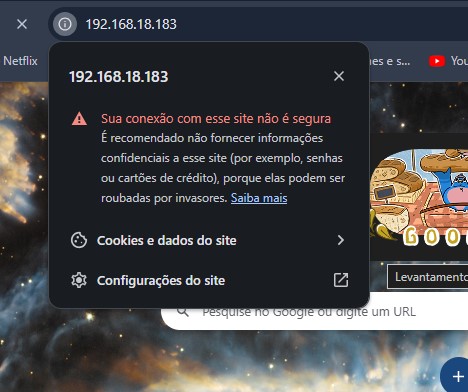 192.168.18.183
Netflix
es e s...
You
192.168.18.183
Sua conexão com esse site não é segura
É recomendado não fornecer informações
confidenciais a esse site (por exemplo, senhas
ou cartões de crédito), porque elas podem ser
roubadas por invasores. Saiba mais
Cookies e dados do site
Configurações do site
GOO
Levantamento
Pesquise no Google ou digite um URL